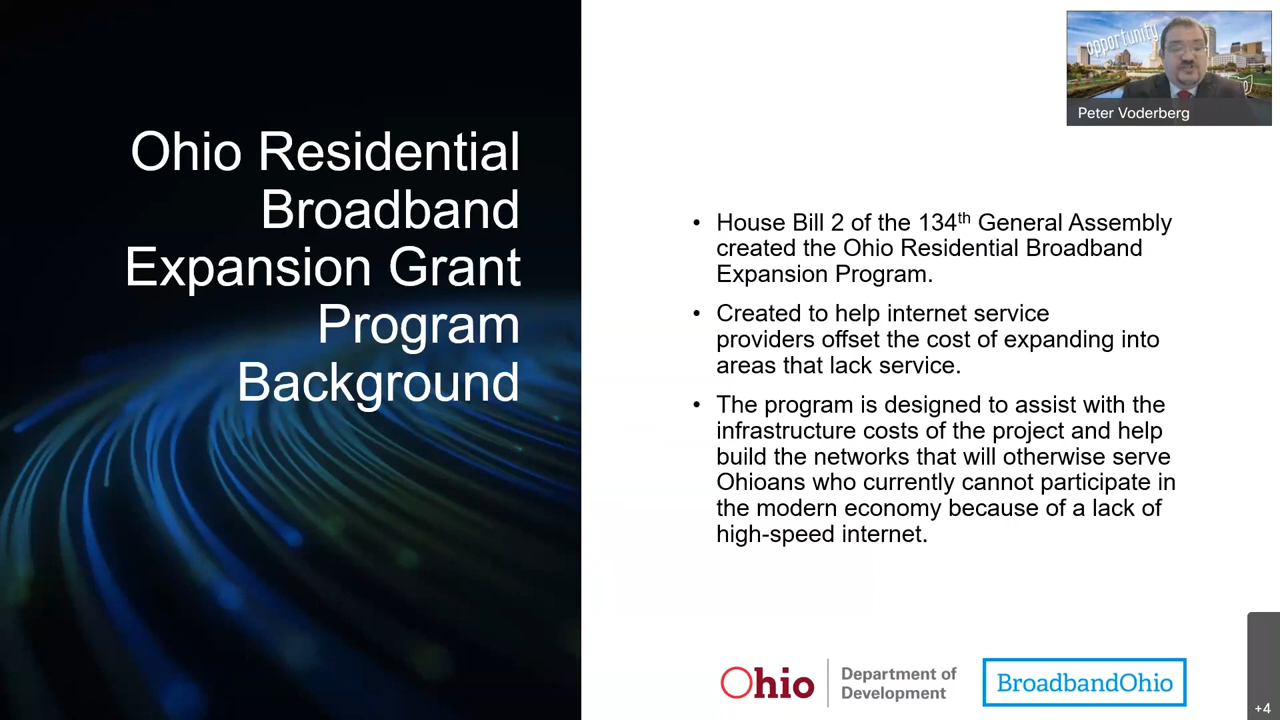 Ohio Residential
Broadband
Expansion Grant
Program
Background
opportunity
Peter Voderberg
• House Bill 2 of the 134th General Assembly
created the Ohio Residential Broadband
Expansion Program.
• Created to help internet service
providers offset the cost of expanding into
areas that lack service.
• The program is designed to assist with the
infrastructure costs of the project and help
build the networks that will otherwise serve
Ohioans who currently cannot participate in
the modern economy because of a lack of
high-speed internet.
Ohio
Department of
Development
BroadbandOhio
+4